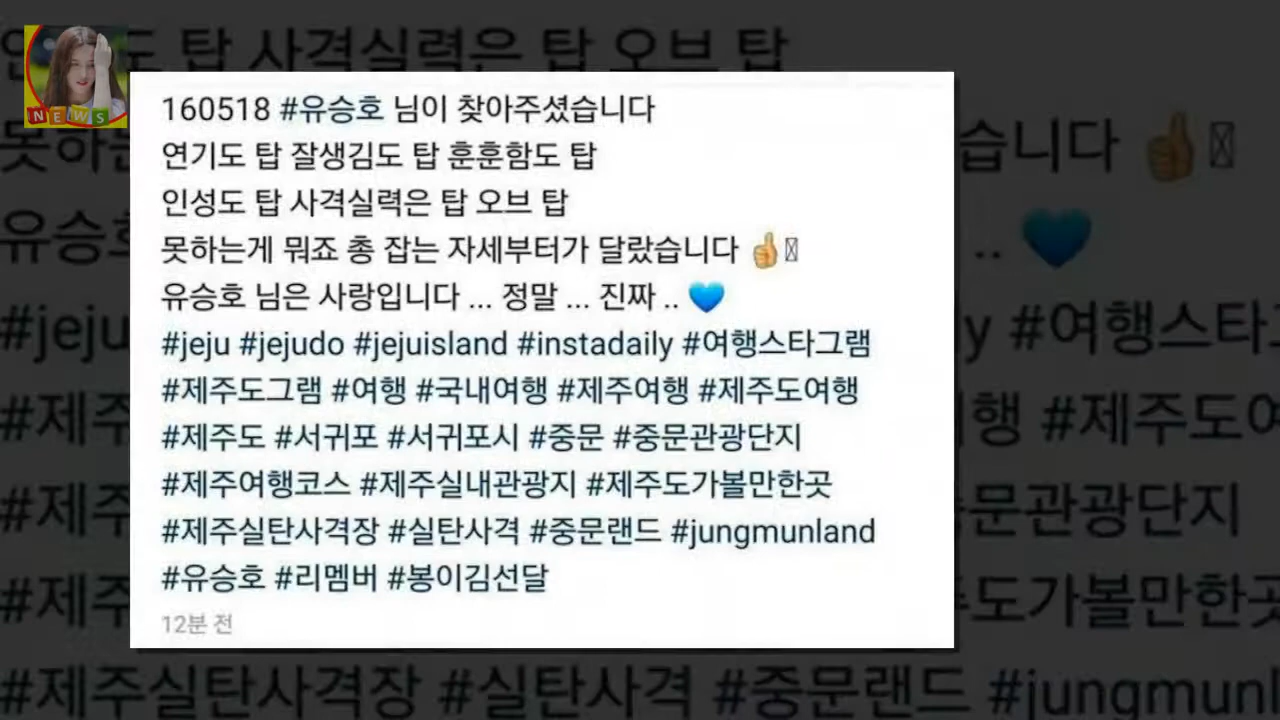 NEWS
160518 #유승호 님이 찾아주셨습니다
연기도 탑 잘생김도 탑 훈훈함도 탑
인성도 탑 사격실력은 탑 오브 탑
못하는게 뭐죠 총 잡는 자세부터가 달랐습니다 👍
유승호 님은 사랑입니다 ... 정말 ... 진짜 .. 💙
#jeju #jejudo #jejuisland #instadaily #여행스타그램
#제주도그램 #여행 #국내여행 #제주여행 #제주도여행
#제주도 #서귀포 #서귀포시 #중문 #중문관광단지
#제주여행코스 #제주실내관광지 #제주도가볼만한곳
#제주실탄사격장 #실탄사격 #중문랜드 #jungmunland
#유승호 #리멤버 #봉이김선달
12분 전